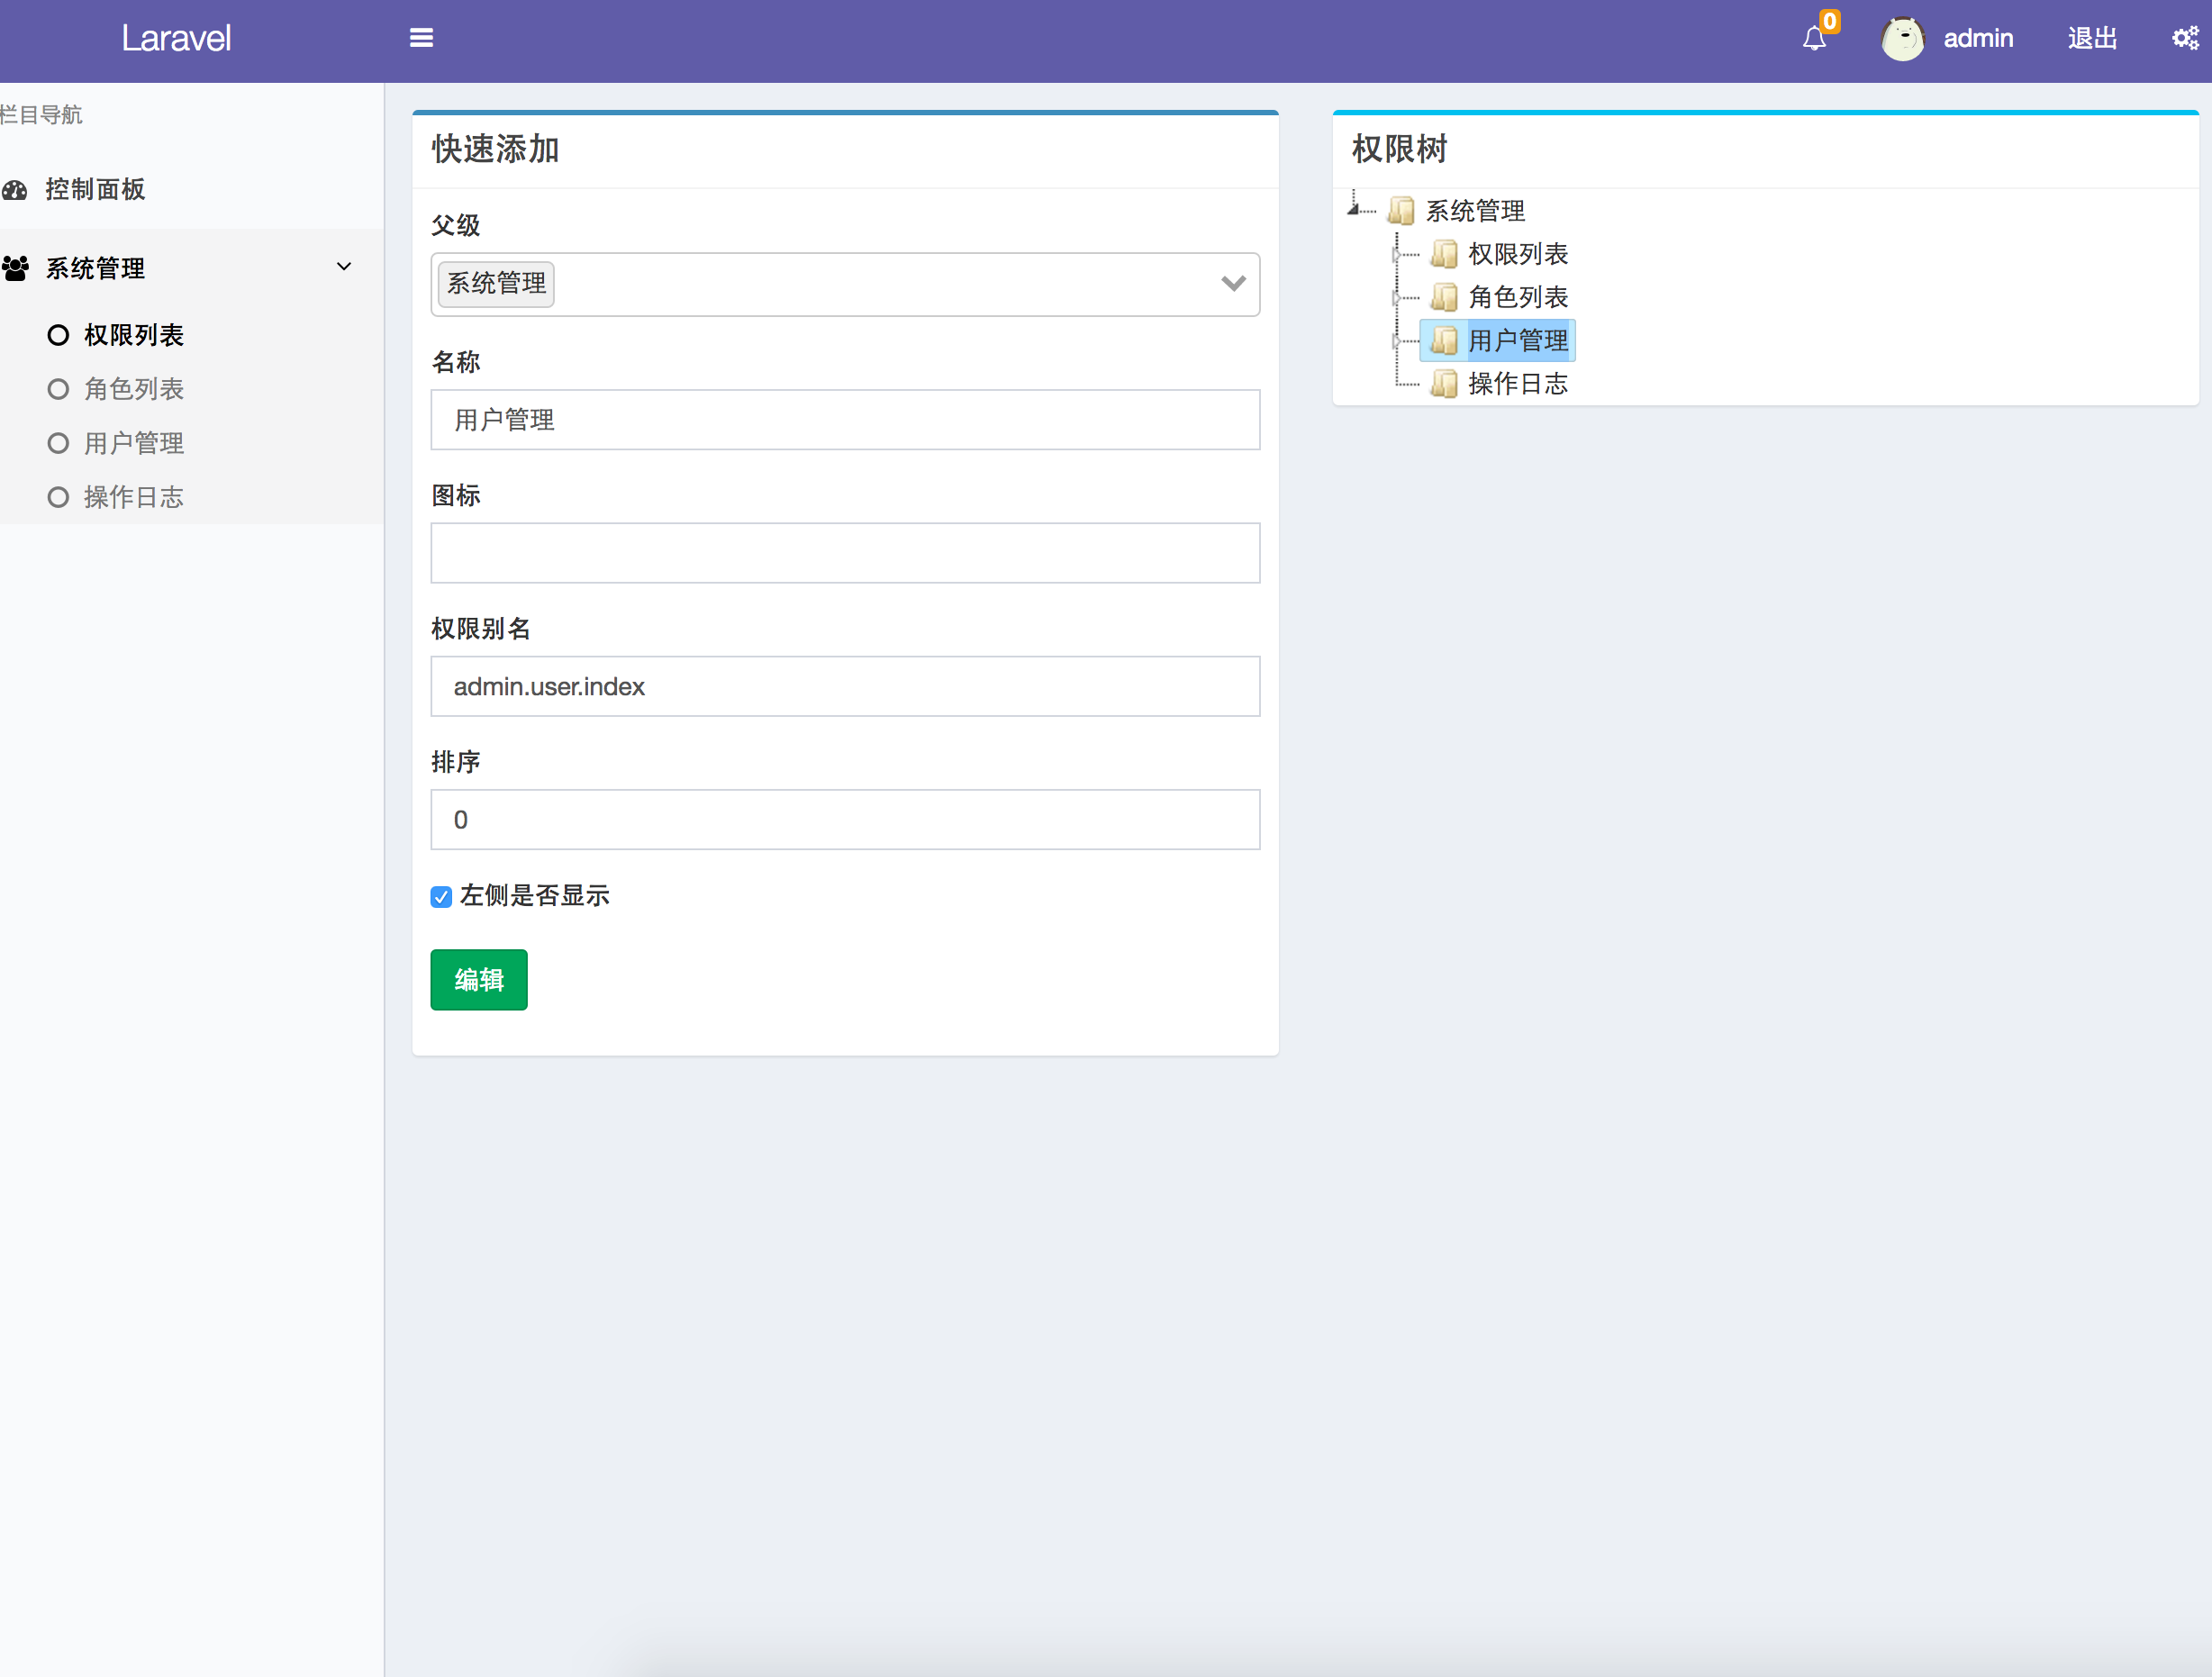 Laravel
0
admin
退出
栏目导航
控制面板
系统管理
权限列表
角色列表
用户管理
操作日志
快速添加
父级
系统管理
名称
用户管理
图标
权限别名
admin.user.index
排序
0
左侧是否显示
编辑
权限树
系统管理
权限列表
角色列表
用户管理
操作日志